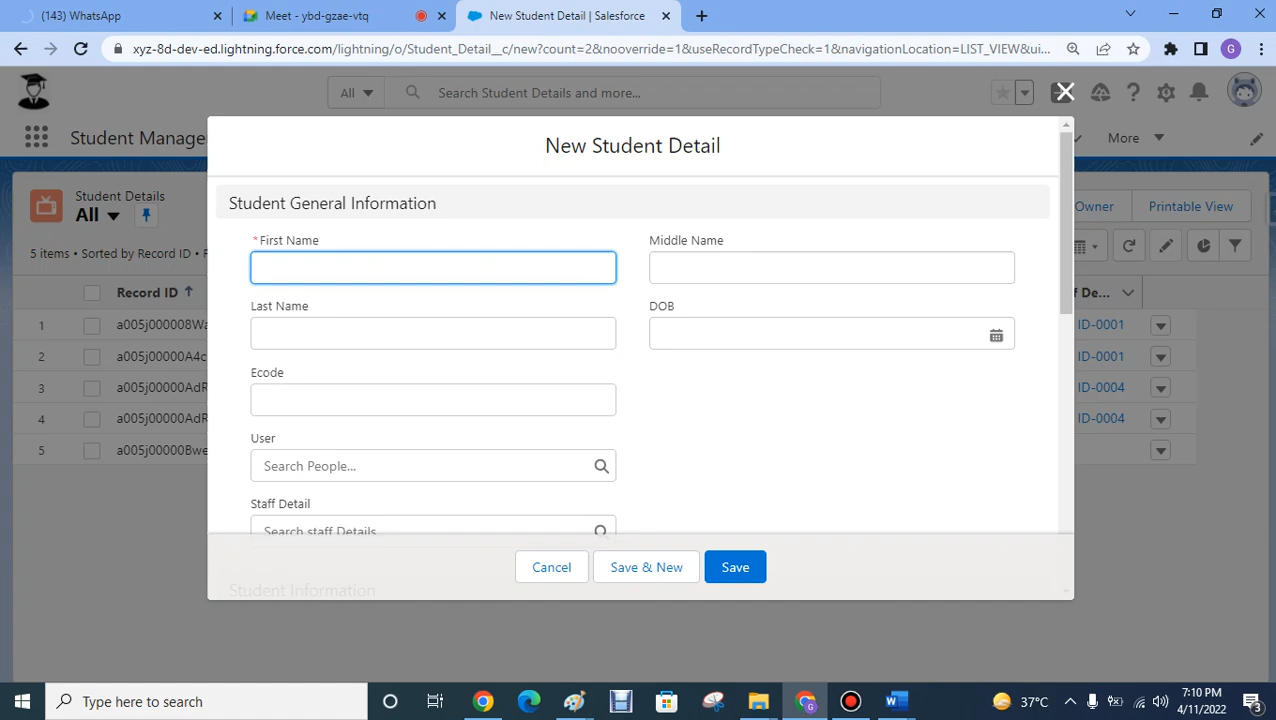 (143) WhatsApp
Meet - ybd-gzae-vtq
New Student Detail | Salesforce
xyz-8d-dev-ed.lightning.force.com/lightning/o/Student_Detail__c/new?count=2&nooverride=1&useRecordTypeCheck=1&navigationLocation=LIST_VIEW&ui...
G
All
Search Student Details and more...
Student Manage
More
New Student Detail
Student Details
All
Owner
Printable View
Student General Information
*First Name
Middle Name
5 items • Sorted by Record ID •
Record ID
De...
Last Name
DOB
1 a005j000008Wa ID-0001
2 a005j00000A4c ID-0001
Ecode
3 a005j00000AdR ID-0004
4 a005j00000AdR ID-0004
User
5 a005j00000Bwe
Search People...
Staff Detail
Search staff Details
Cancel
Save & New
Save
Student Information
Type here to search
37°C
7:10 PM
4/11/2022
3